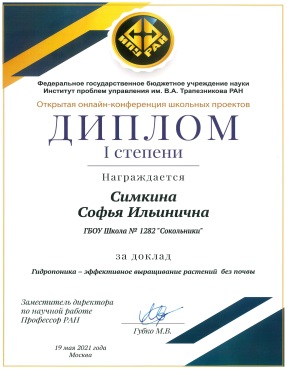 ИПУ РАН
Федеральное государственное бюджетное учреждение науки
Институт проблем управления им. В.А. Трапезникова РАН
Открытая онлайн-конференция школьных проектов
ДИПЛОМ
I степени
Награждается
Симкина
Софья Ильинична
ГБОУ Школа № 1282 "Сокольники"
за доклад
Гидропоника – эффективное выращивание растений без почвы
Заместитель директора
по научной работе
Профессор РАН
Губко М.В.
19 мая 2021 года
Москва